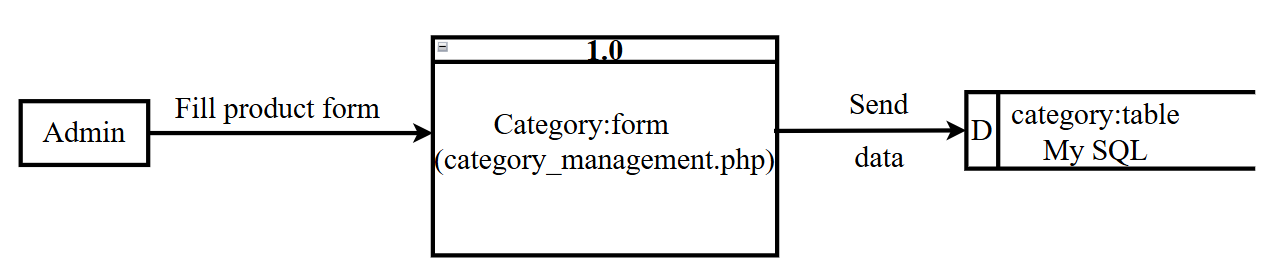 Admin
Fill product form
1.0
Category:form
(category_management.php)
Send
data
D
category:table
My SQL